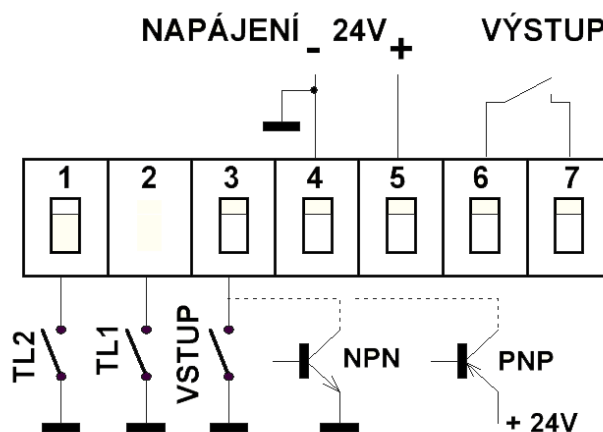 NAPÁJENÍ - 24V + VÝSTUP
1 2 3 4 5 6 7
TL2 TL1 VSTUP NPN PNP
+ 24V